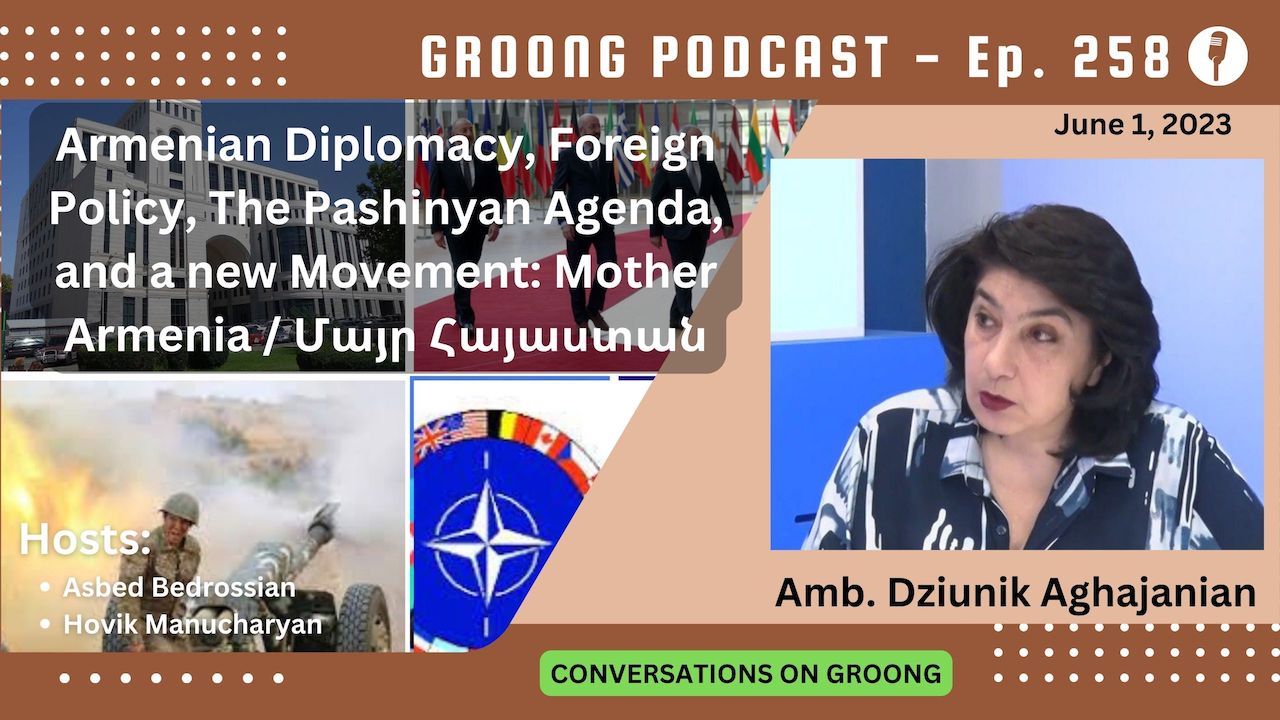 GROONG PODCAST - Ep. 258
June 1, 2023
Armenian Diplomacy, Foreign
Policy, The Pashinyan Agenda,
and a new Movement: Mother
Armenia / Մայր Հայաստան
Hosts:
Asbed Bedrossian
Hovik Manucharyan
Amb. Dziunik Aghajanian
CONVERSATIONS ON GROONG